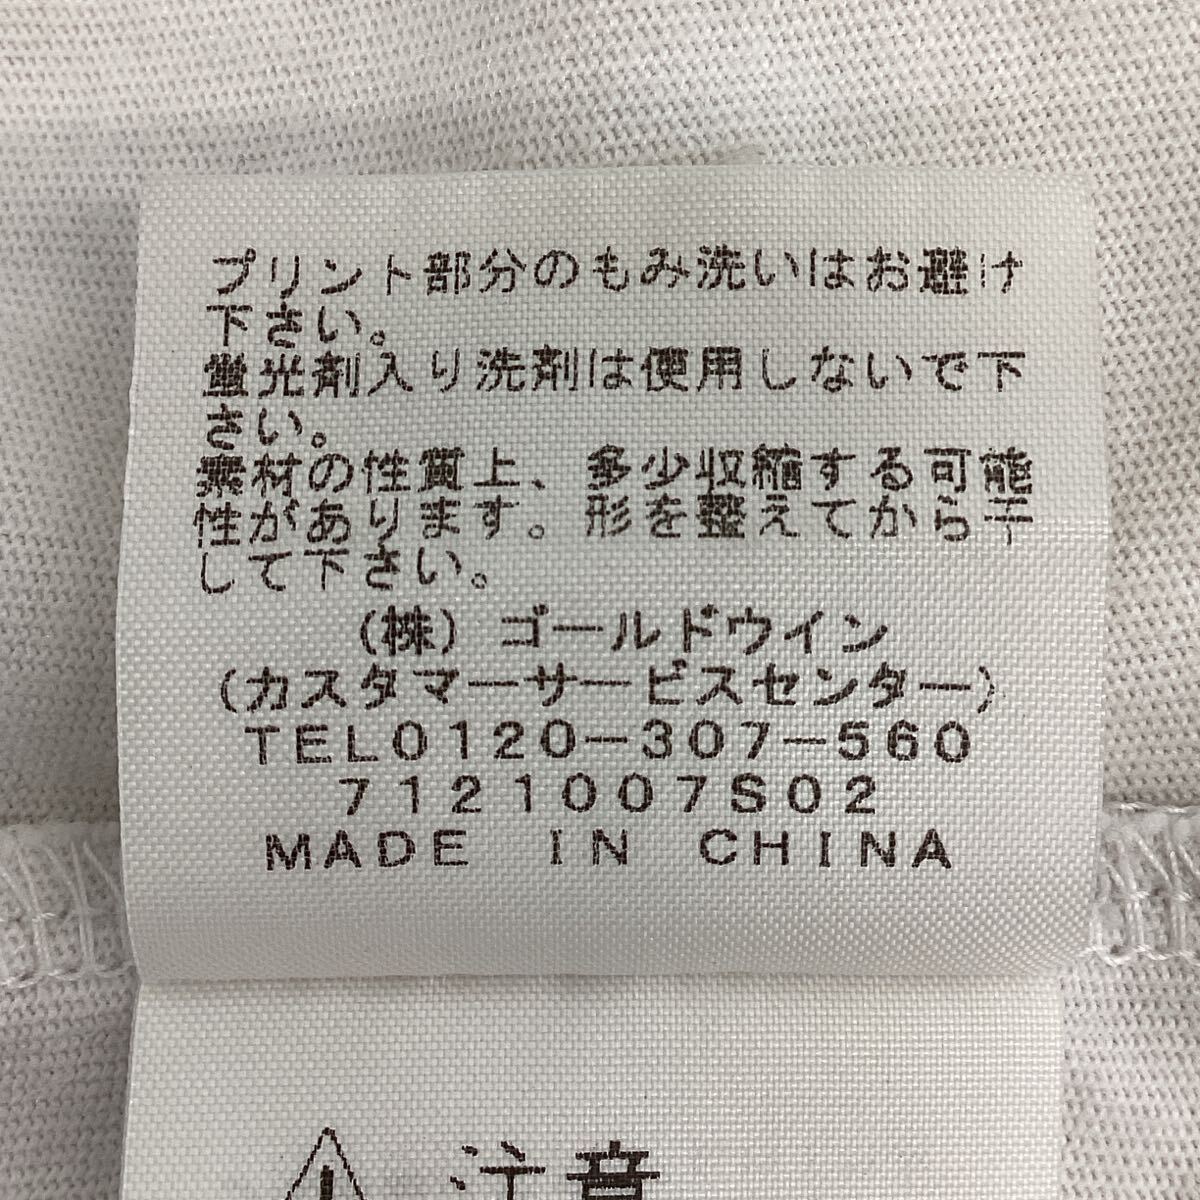 プリント部分のもみ洗いはお避け
下さい。
蛍光剤入り洗剤は使用しないで下
さい。
素材の性質上、多少収縮する可能
性があります。形を整えてから干
して下さい。
(株)ゴールドウイン
(カスタマーサービスセンター)
TEL0120-307-560
7121007S02
MADE IN CHINA
注意